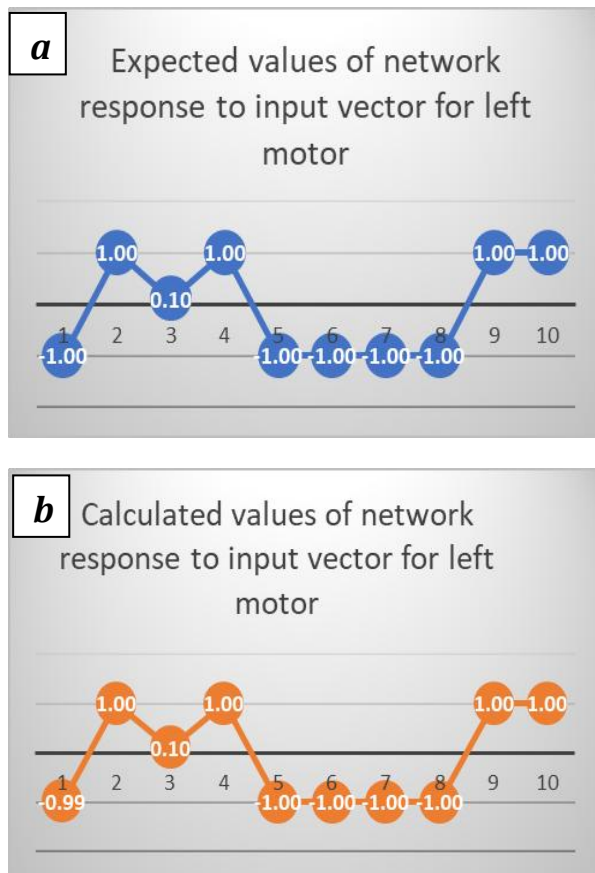 a
Expected values of network
response to input vector for left
motor
1.00 1.00 1.00 1.00
0.10
1 2 3 4 5 6 7 8 9 10
-1.00 -1.00 -1.00 -1.00 -1.00
b
Calculated values of network
response to input vector for left
motor
1.00 1.00 1.00 1.00
0.10
1 2 3 4 5 6 7 8 9 10
-0.99 -1.00 -1.00 -1.00 -1.00